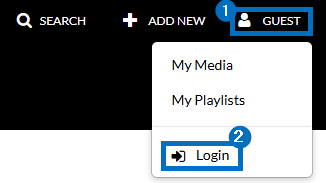 SEARCH ADD NEW 1 GUEST
My Media
My Playlists
2
Login